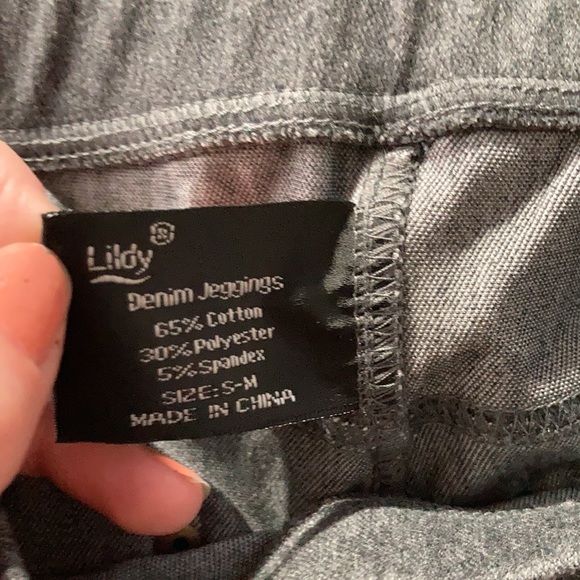 Lildy®
Denim Jeggings
65% Cotton
30% Polyester
5% Spandex
SIZE: S-M
MADE IN CHINA